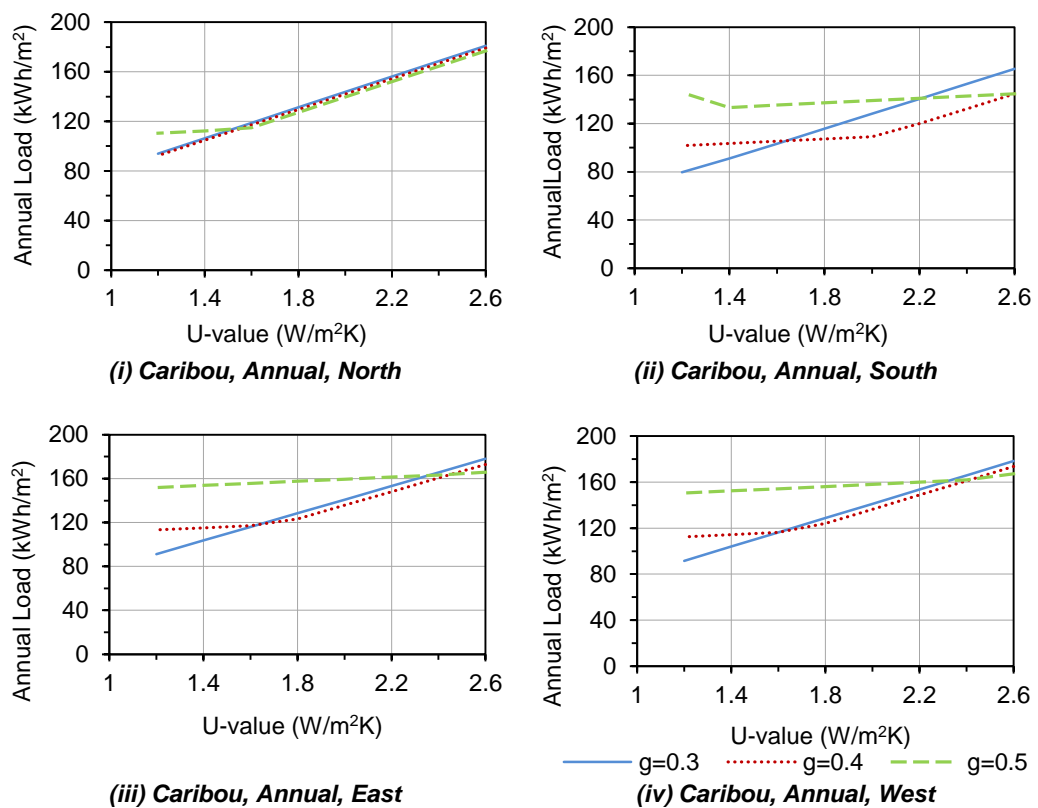 200
160
120
80
40
0
Annual Load (kWh/m²)
1 1.4 1.8 2.2 2.6
U-value (W/m²K)
(i) Caribou, Annual, North
200
160
120
80
40
0
AnnualLoad (kWh/m²)
1 1.4 1.8 2.2 2.6
U-value (W/m²K)
(ii) Caribou, Annual, South
200
160
120
80
40
0
Annual Load (kWh/m²)
1 1.4 1.8 2.2 2.6
U-value (W/m²K)
(iii) Caribou, Annual, East
200
160
120
80
40
0
Annual Load (kWh/m²)
1 1.4 1.8 2.2 2.6
U-value (W/m²K)
g=0.3 g=0.4 g=0.5
(iv) Caribou, Annual, West